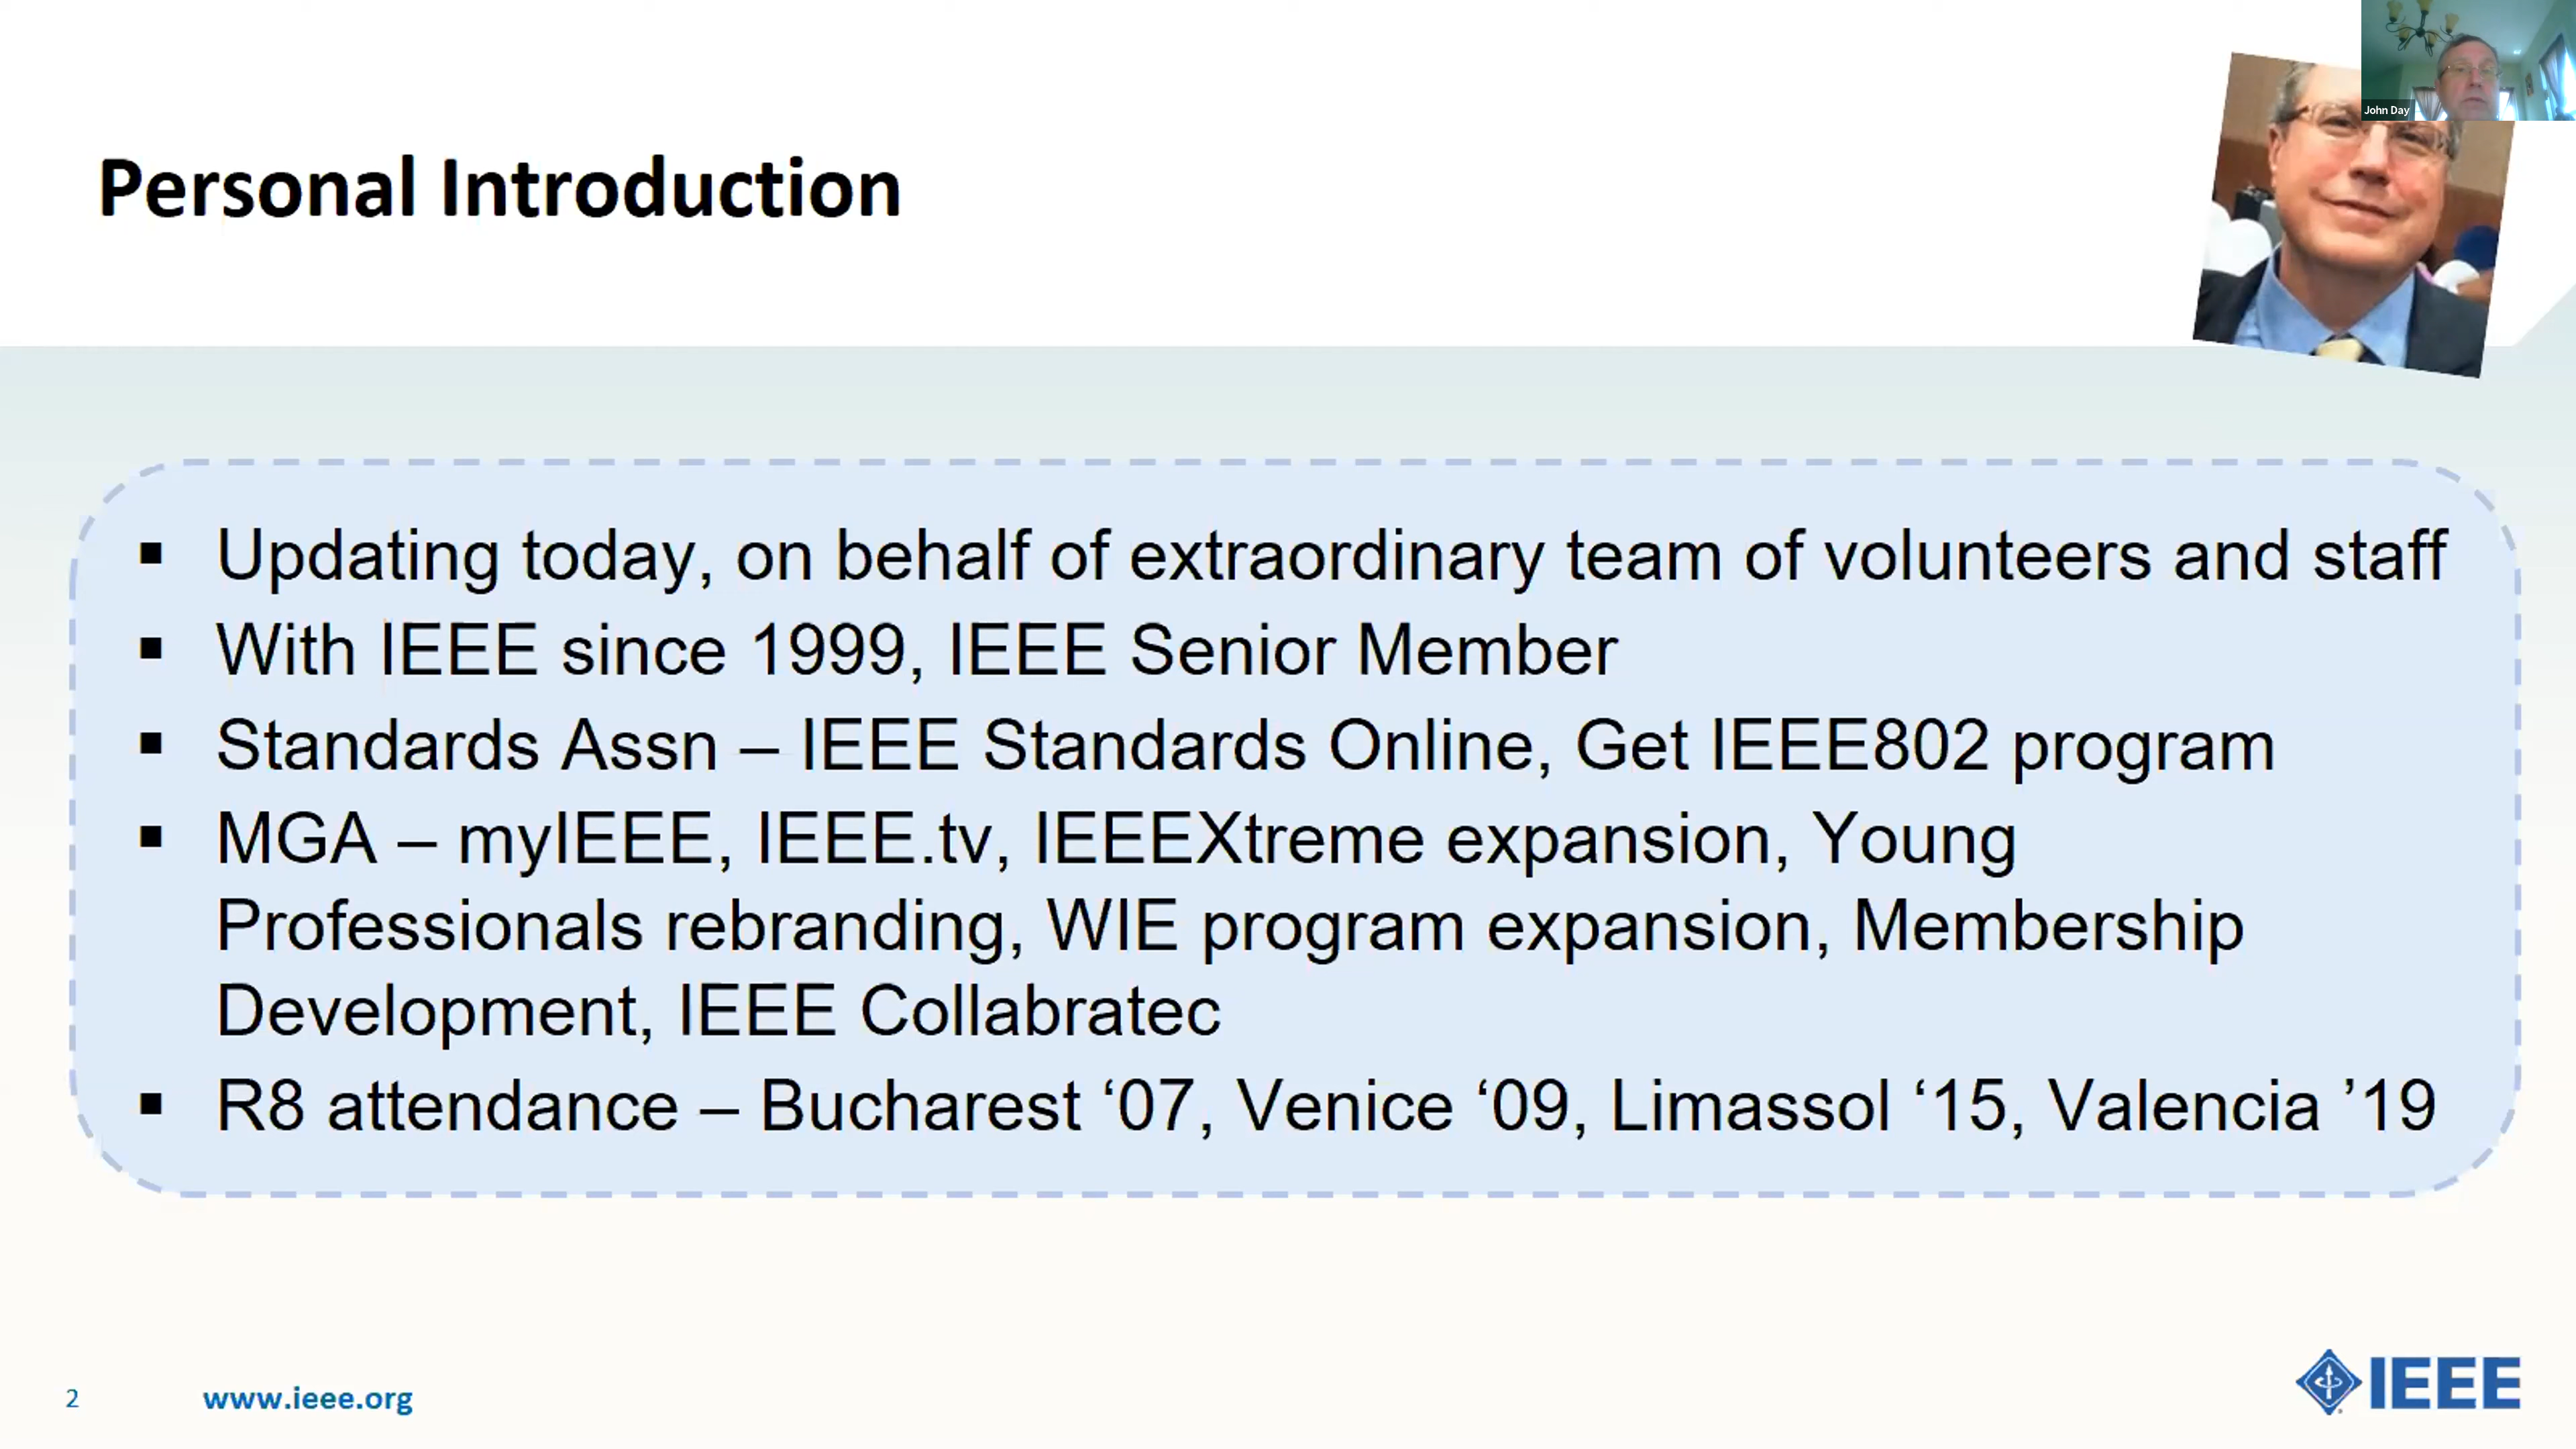 John Day
Personal Introduction
▪ Updating today, on behalf of extraordinary team of volunteers and staff
▪ With IEEE since 1999, IEEE Senior Member
▪ Standards Assn – IEEE Standards Online, Get IEEE802 program
▪ MGA – myIEEE, IEEE.tv, IEEEXtreme expansion, Young
Professionals rebranding, WIE program expansion, Membership
Development, IEEE Collabratec
▪ R8 attendance – Bucharest ‘07, Venice ‘09, Limassol ‘15, Valencia ’19
2 www.ieee.org
IEEE